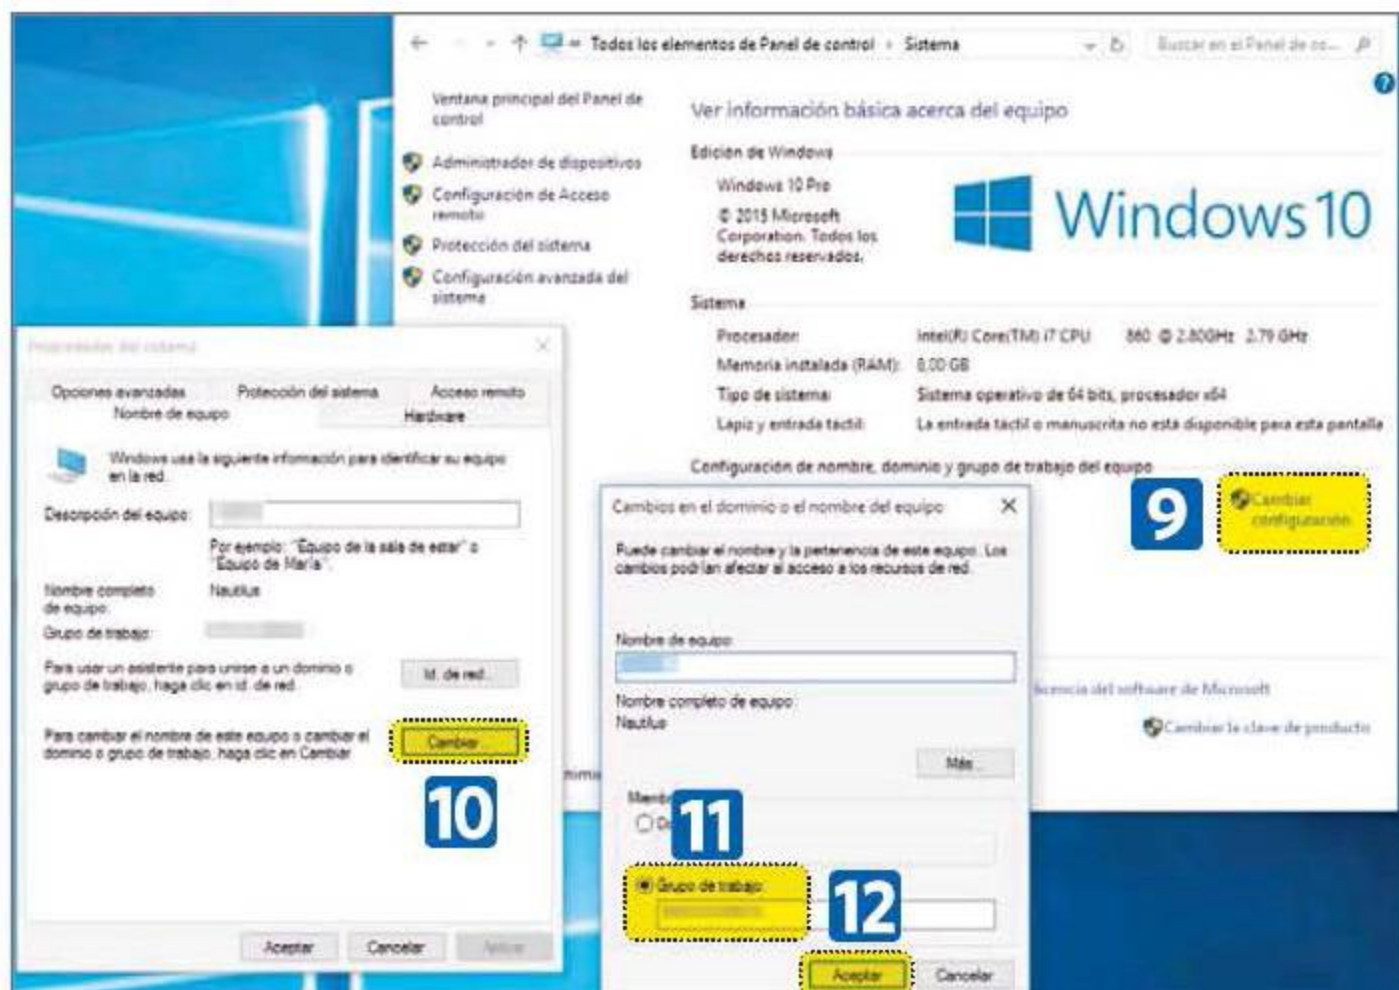 Todos los elementos de Panel de control
Sistema
Buscar en el Panel de co...
Ventana principal del Panel de
control
Administrador de dispositivos
Configuración de Acceso
remoto
Protección del sistema
Configuración avanzada del
sistema
Ver información básica acerca del equipo
Edición de Windows
Windows 10 Pro
© 2015 Microsoft
Corporation. Todos los
derechos reservados.
Windows 10
Sistema
Procesador: Intel(R) Core(TM) i7 CPU 860 @ 2.80GHz 2.79 GHz
Memoria instalada (RAM): 8,00 GB
Tipo de sistema: Sistema operativo de 64 bits, procesador x64
Lápiz y entrada táctil: La entrada táctil o manuscrita no está disponible para esta pantalla
Configuración de nombre, dominio y grupo de trabajo del equipo
9
Cambiar
configuración
licencia del software de Microsoft
Cambiar la clave de producto
Propiedades del sistema
Opciones avanzadas
Protección del sistema
Acceso remoto
Nombre de equipo
Hardware
Windows usa la siguiente información para identificar su equipo
en la red.
Descripción del equipo:
Por ejemplo: "Equipo de la sala de estar" o
"Equipo de María".
Nombre completo
de equipo:
Nautilus
Grupo de trabajo:
Para usar un asistente para unirse a un dominio o
grupo de trabajo, haga clic en Id. de red.
Id. de red...
Para cambiar el nombre de este equipo o cambiar el
dominio o grupo de trabajo, haga clic en Cambiar.
Cambiar...
10
Aceptar
Cancelar
Aplicar
Cambios en el dominio o el nombre del equipo
Puede cambiar el nombre y la pertenencia de este equipo. Los
cambios podrían afectar al acceso a los recursos de red.
Nombre de equipo:
Nombre completo de equipo:
Nautilus
Más...
11
Grupo de trabajo:
12
Aceptar
Cancelar